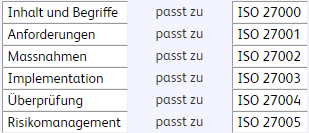 Inhalt und Begriffe passt zu ISO 27000
Anforderungen passt zu ISO 27001
Massnahmen passt zu ISO 27002
Implementation passt zu ISO 27003
Überprüfung passt zu ISO 27004
Risikomanagement passt zu ISO 27005